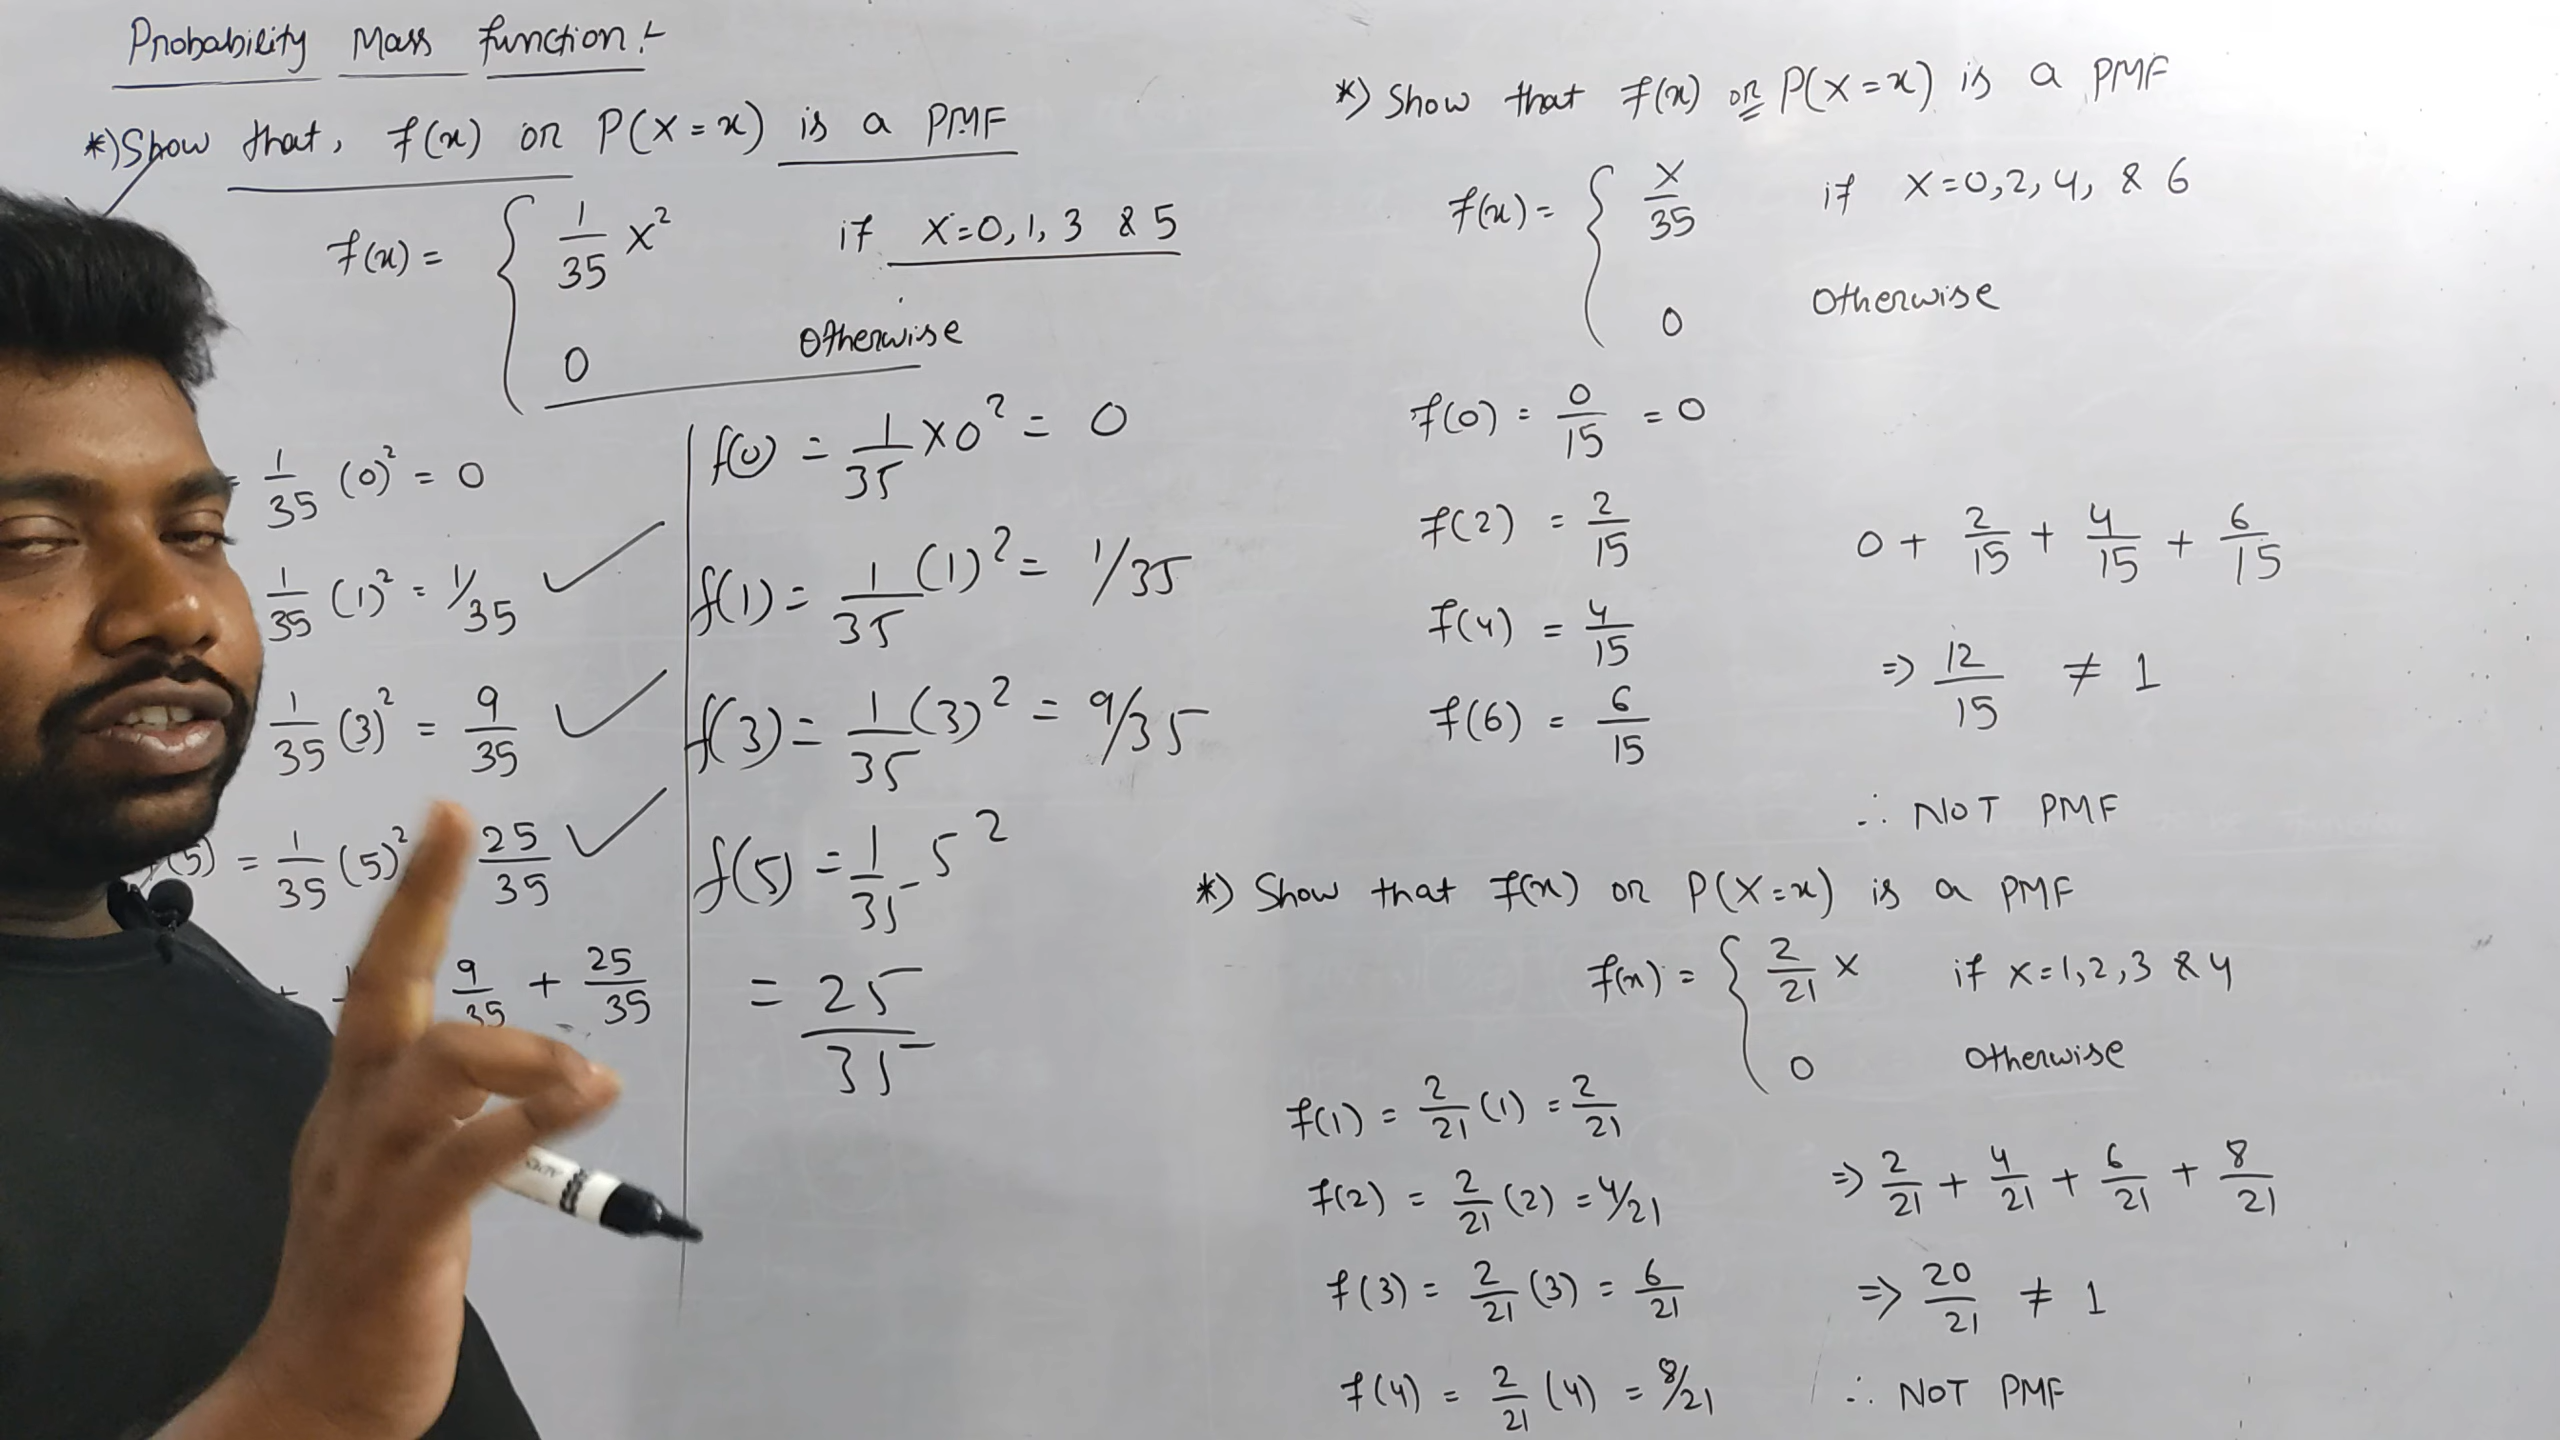 Probability Mass function :-
*) Show that, f(x) or P(X=x) is a PMF
f(x) = { 1/35 x² if x=0, 1, 3 & 5
0 Otherwise
= 1/35 (0)² = 0
1/35 (1)² = 1/35
1/35 (3)² = 9/35
(5) = 1/35 (5)² 25/35
+ 9/35 + 25/35
f(0) = 1/35 × 0² = 0
f(1) = 1/35 (1)² = 1/35
f(3) = 1/35 (3)² = 9/35
f(5) = 1/35 5²
= 25/35
*) Show that f(x) or P(X=x) is a PMF
f(x) = { x/35 if x=0, 2, 4, & 6
0 Otherwise
f(0) = 0/15 = 0
f(2) = 2/15
f(4) = 4/15
f(6) = 6/15
0 + 2/15 + 4/15 + 6/15
=> 12/15 ≠ 1
∴ NOT PMF
*) Show that f(x) or P(X=x) is a PMF
f(x) = { 2/21 x if x=1, 2, 3 & 4
0 Otherwise
f(1) = 2/21 (1) = 2/21
f(2) = 2/21 (2) = 4/21
f(3) = 2/21 (3) = 6/21
f(4) = 2/21 (4) = 8/21
=> 2/21 + 4/21 + 6/21 + 8/21
=> 20/21 ≠ 1
∴ NOT PMF